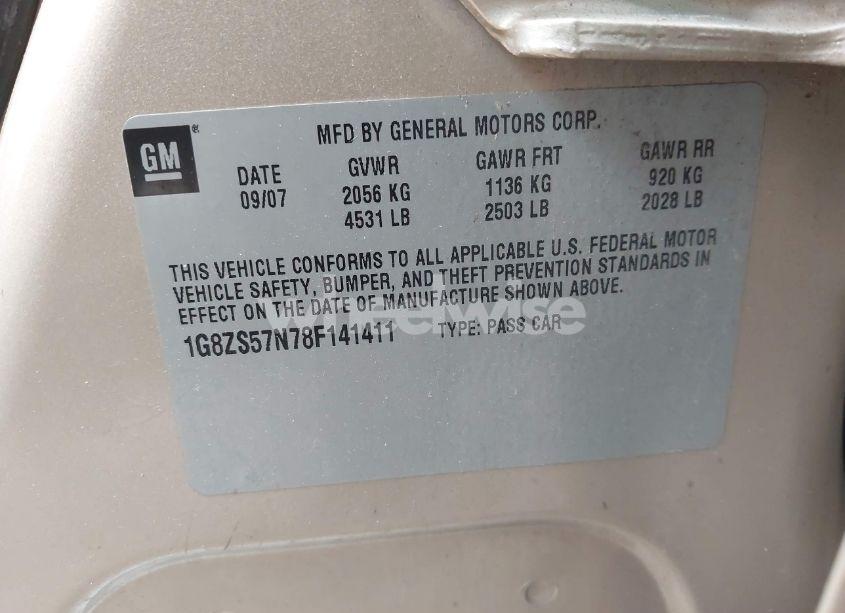 GM
MFD BY GENERAL MOTORS CORP.
DATE GVWR GAWR FRT GAWR RR
09/07 2056 KG 1136 KG 920 KG
4531 LB 2503 LB 2028 LB
THIS VEHICLE CONFORMS TO ALL APPLICABLE U.S. FEDERAL MOTOR
VEHICLE SAFETY, BUMPER, AND THEFT PREVENTION STANDARDS IN
EFFECT ON THE DATE OF MANUFACTURE SHOWN ABOVE.
1G8ZS57N78F141411 TYPE: PASS CAR
wheelwise